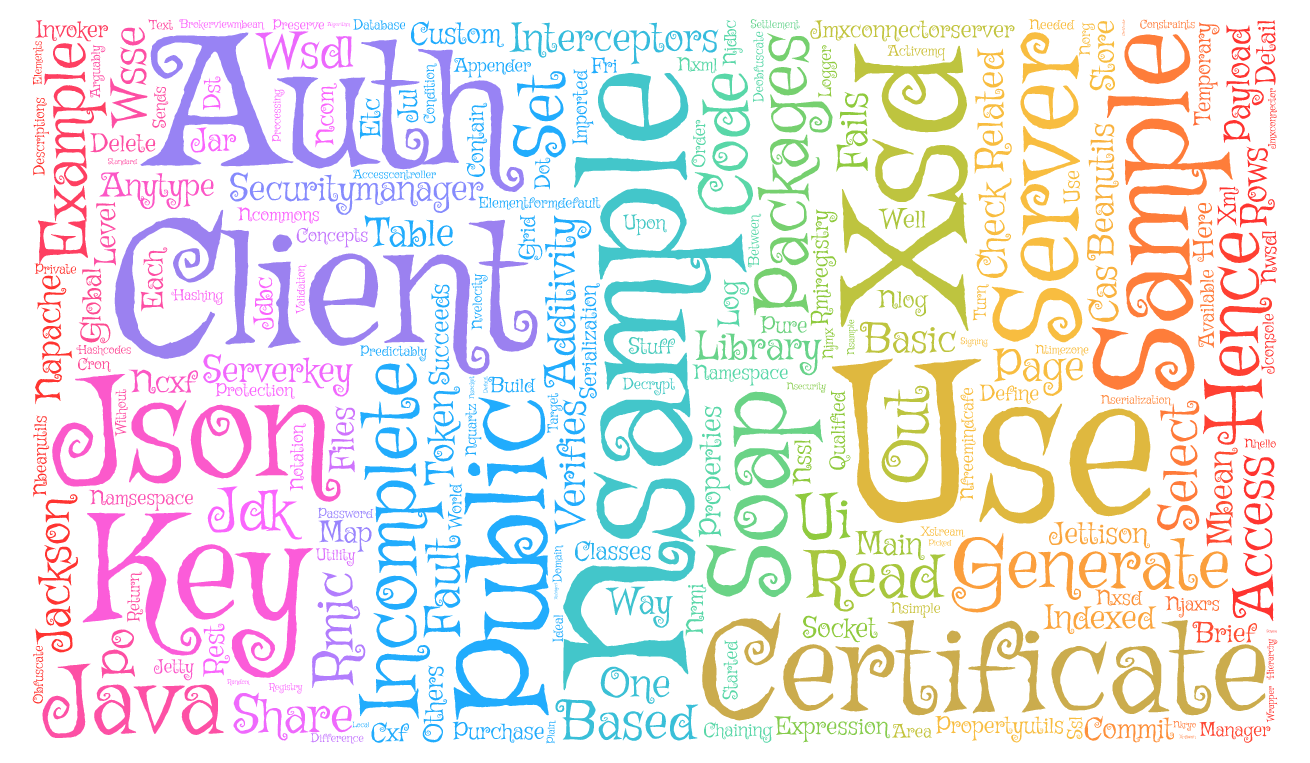 Invoker
Elements
Example
Arguably
Wsse
Text
Sends
Brokerviewmbean
Wsdl
Preserve
Database
Custom
Interceptors
Njdbc
Settlement
Jmxconnectorserver
Activemq
Needed
Norg
Store
Constraints
Temporary
Payload
Detail
Jmxconnector
Auth
Dst
Jar
Processing
Ncom
Etc
Jul
Condition
Appender
Contain
Set
Fri
Imported
Nxml
Code
Order
Deobfuscate
Packages
Logger
Fails
Xsd
Related
Server
Use
Sample
Descriptions
Delete
Standard
Anytype
Securitymanager
Accesscontroller
Dot
Elementformdefault
Nsample
Upon
Between
Well
Check
Beanutils
Here
Xml
Rows
Level
Ncommons
Concepts
Table
Grid
Additivity
Rmiregistry
Private
Client
Each
Hashing
Jdbc
Validation
Nvelocity
Succeeds
Serialization
Log
Pure
Njmx
Nsample
Nlog
Turn
Cas
Available
Hence
Nwsdl
Napache
Global
Hashcodes
Cron
Predictably
Stuff
Library
Namespace
Basic
Signing
Ntimezone
Jconsole
Ncxf
Serverkey
Protection
Json
Without
Notation
Files
Incomplete
Token
Build
Nquartz
Public
Target
Verifies
Decrypt
Nsecurity
Properties
Soap
Nssl
Qualified
Use
Out
Page
Define
Nfreemindcafe
Nserialization
Select
Nhello
Mbean
Access
Nbeanutils
Jackson
Namsespace
Jdk
Password
Map
Utility
World
Fault
Classes
Domain
Ui
Main
Read
Xstream
Picked
Jettison
Generate
Key
Return
Rmic
Way
Ideal
Nrmi
Nsimple
Socket
Nxsd
Indexed
Njaxrs
Brief
Obfuscate
Po
Java
Jetty
Rest
Random
Registry
Share
Difference
Local
Cxf
Others
Purchase
Plain
One
Based
Started
Certificate
Chaining
Expression
Area
Propertyutils
Ssl
Commit
Manager
Wrapper
Hierarchy